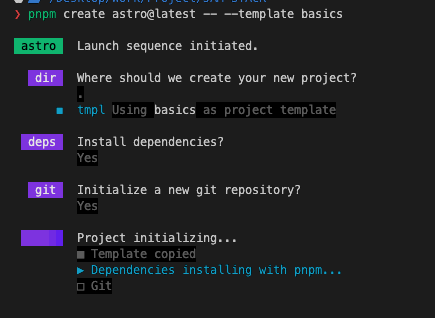 > pnpm create astro@latest -- --template basics
astro Launch sequence initiated.
dir Where should we create your new project?
.
■ tmpl Using basics as project template
deps Install dependencies?
Yes
git Initialize a new git repository?
Yes
Project initializing...
■ Template copied
▶ Dependencies installing with pnpm...
□ Git